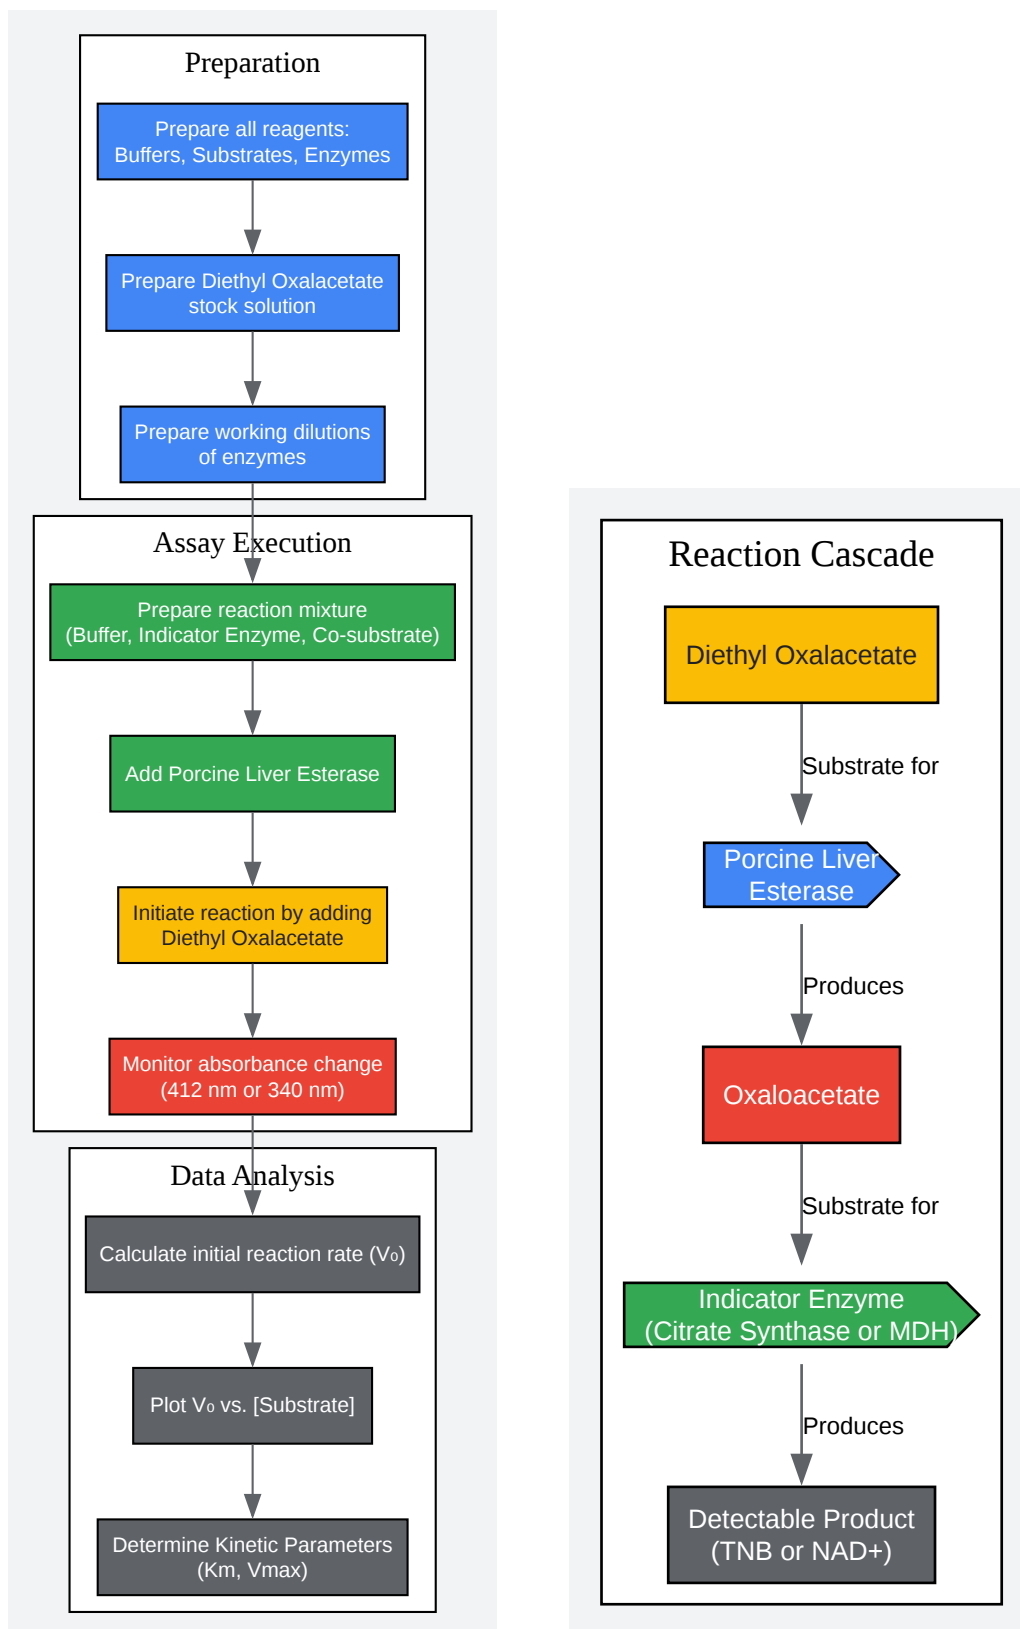 Preparation
Prepare all reagents:
Buffers, Substrates, Enzymes
Prepare Diethyl Oxalacetate
stock solution
Prepare working dilutions
of enzymes
Assay Execution
Prepare reaction mixture
(Buffer, Indicator Enzyme, Co-substrate)
Add Porcine Liver Esterase
Initiate reaction by adding
Diethyl Oxalacetate
Monitor absorbance change
(412 nm or 340 nm)
Data Analysis
Calculate initial reaction rate (V₀)
Plot V₀ vs. [Substrate]
Determine Kinetic Parameters
(Km, Vmax)
Reaction Cascade
Diethyl Oxalacetate
Substrate for
Porcine Liver
Esterase
Produces
Oxaloacetate
Substrate for
Indicator Enzyme
(Citrate Synthase or MDH)
Produces
Detectable Product
(TNB or NAD+)